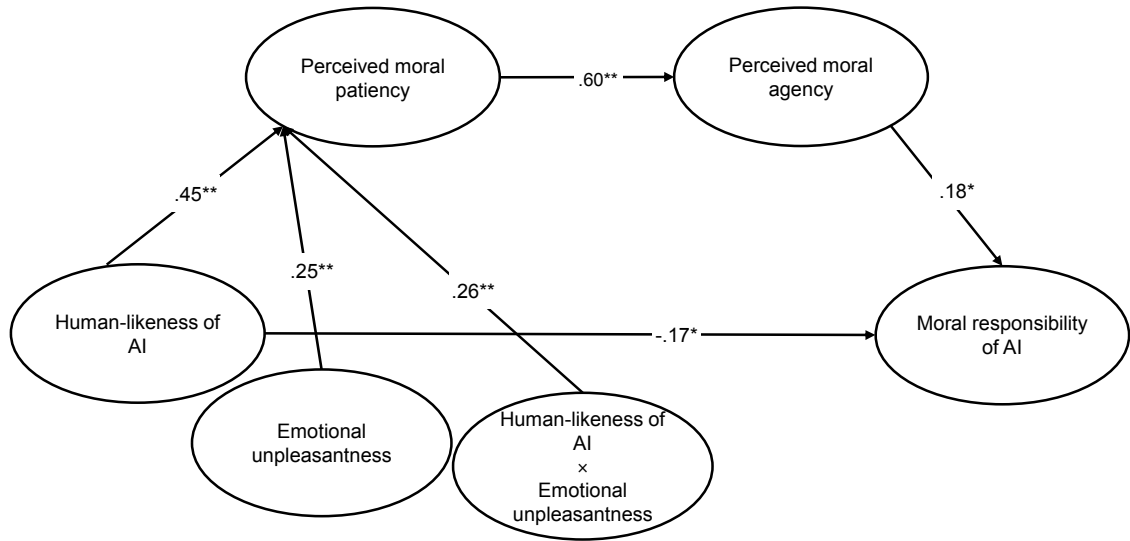 Perceived moral
patiency
.60**
Perceived moral
agency
.45**
.18*
.25**
.26**
Human-likeness of
AI
-.17*
Moral responsibility
of AI
Emotional
unpleasantness
Human-likeness of
AI
×
Emotional
unpleasantness